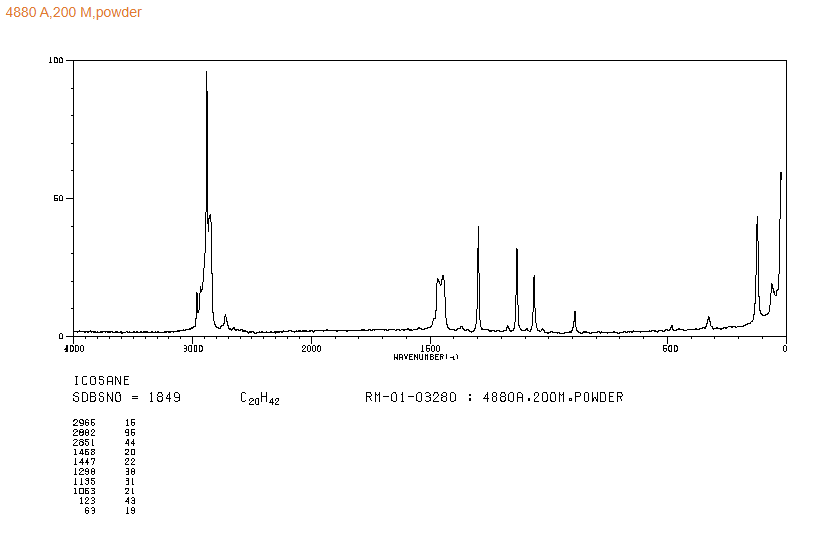 4880 A,200 M,powder
100
50
0
4000 3000 2000 1500 500 0
WAVENUMBER(-1)
ICOSANE
SDBSNO = 1849 C20H42 RM-01-03280 : 4880A,200M,POWDER
2966 16
2882 96
2851 44
1468 20
1447 22
1298 38
1135 31
1063 21
123 43
69 19